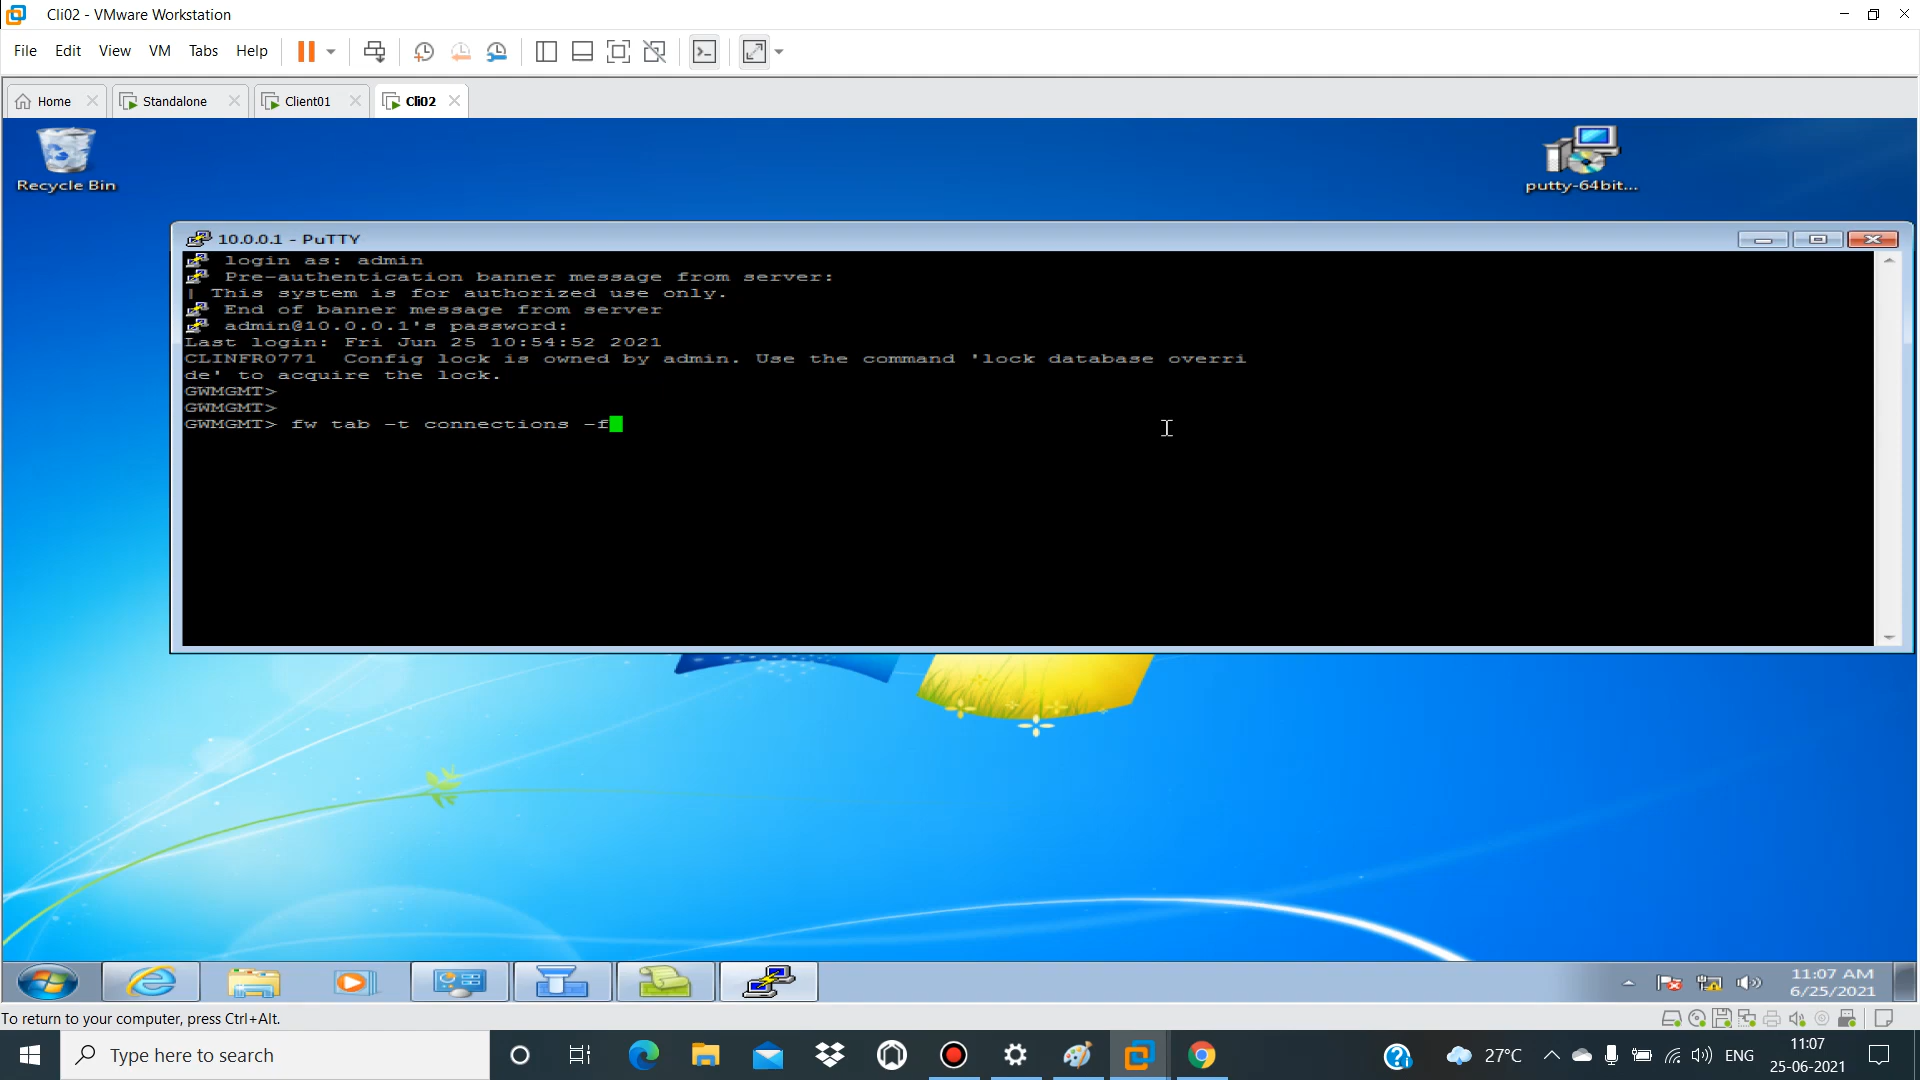 Cli02 - VMware Workstation
File Edit View VM Tabs Help
Home Standalone Client01 Cli02
Recycle Bin
putty-64bit...
10.0.0.1 - PuTTY
login as: admin
Pre-authentication banner message from server:
| This system is for authorized use only.
End of banner message from server
admin@10.0.0.1's password:
Last login: Fri Jun 25 10:54:52 2021
CLINFR0771  Config lock is owned by admin. Use the command 'lock database overri
de' to acquire the lock.
GWMGMT>
GWMGMT>
GWMGMT> fw tab -t connections -f
11:07 AM
6/25/2021
To return to your computer, press Ctrl+Alt.
Type here to search
27°C
ENG
11:07
25-06-2021